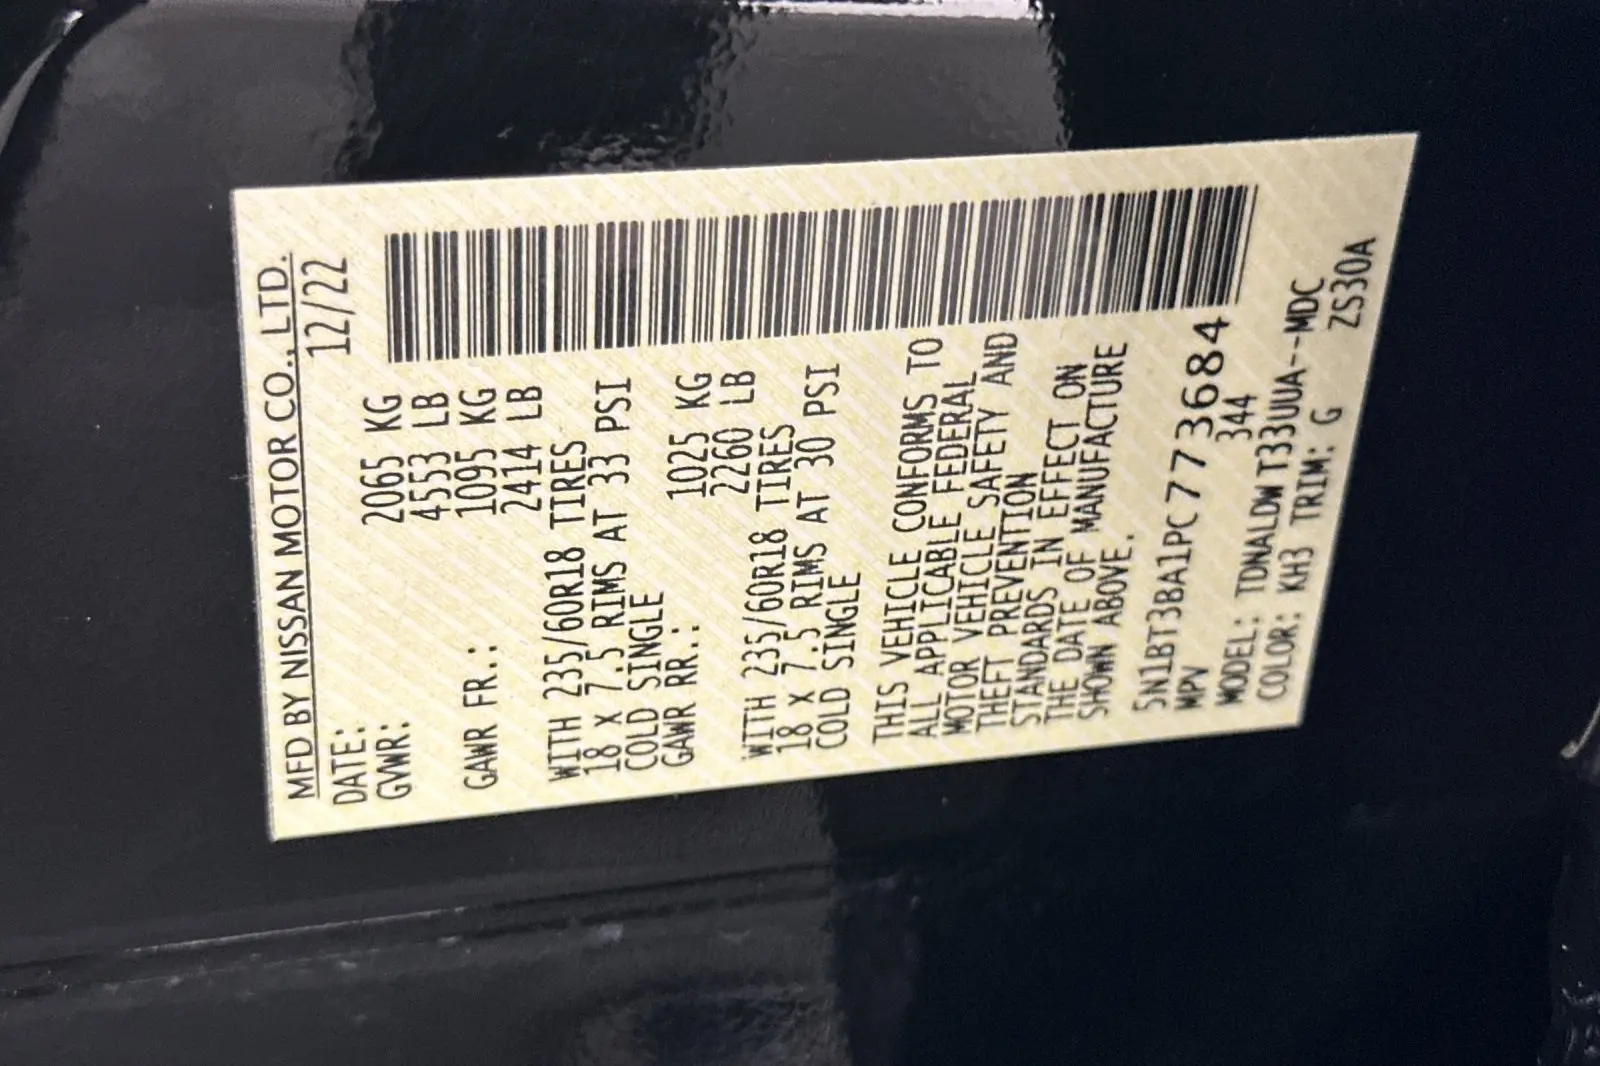 MFD BY NISSAN MOTOR CO., LTD.
DATE: 12/22
GVWR: 2065 KG
4553 LB
GAWR FR.: 1095 KG
2414 LB
WITH 235/60R18 TIRES
18 X 7.5 RIMS AT 33 PSI
COLD SINGLE
GAWR RR.: 1025 KG
2260 LB
WITH 235/60R18 TIRES
18 X 7.5 RIMS AT 30 PSI
COLD SINGLE
THIS VEHICLE CONFORMS TO
ALL APPLICABLE FEDERAL
MOTOR VEHICLE SAFETY AND
THEFT PREVENTION
STANDARDS IN EFFECT ON
THE DATE OF MANUFACTURE
SHOWN ABOVE.
5N1BT3BA1PC773684
MPV 344
MODEL: TDNALDW T33UUA--MDC
COLOR: KH3 TRIM: G ZS30A